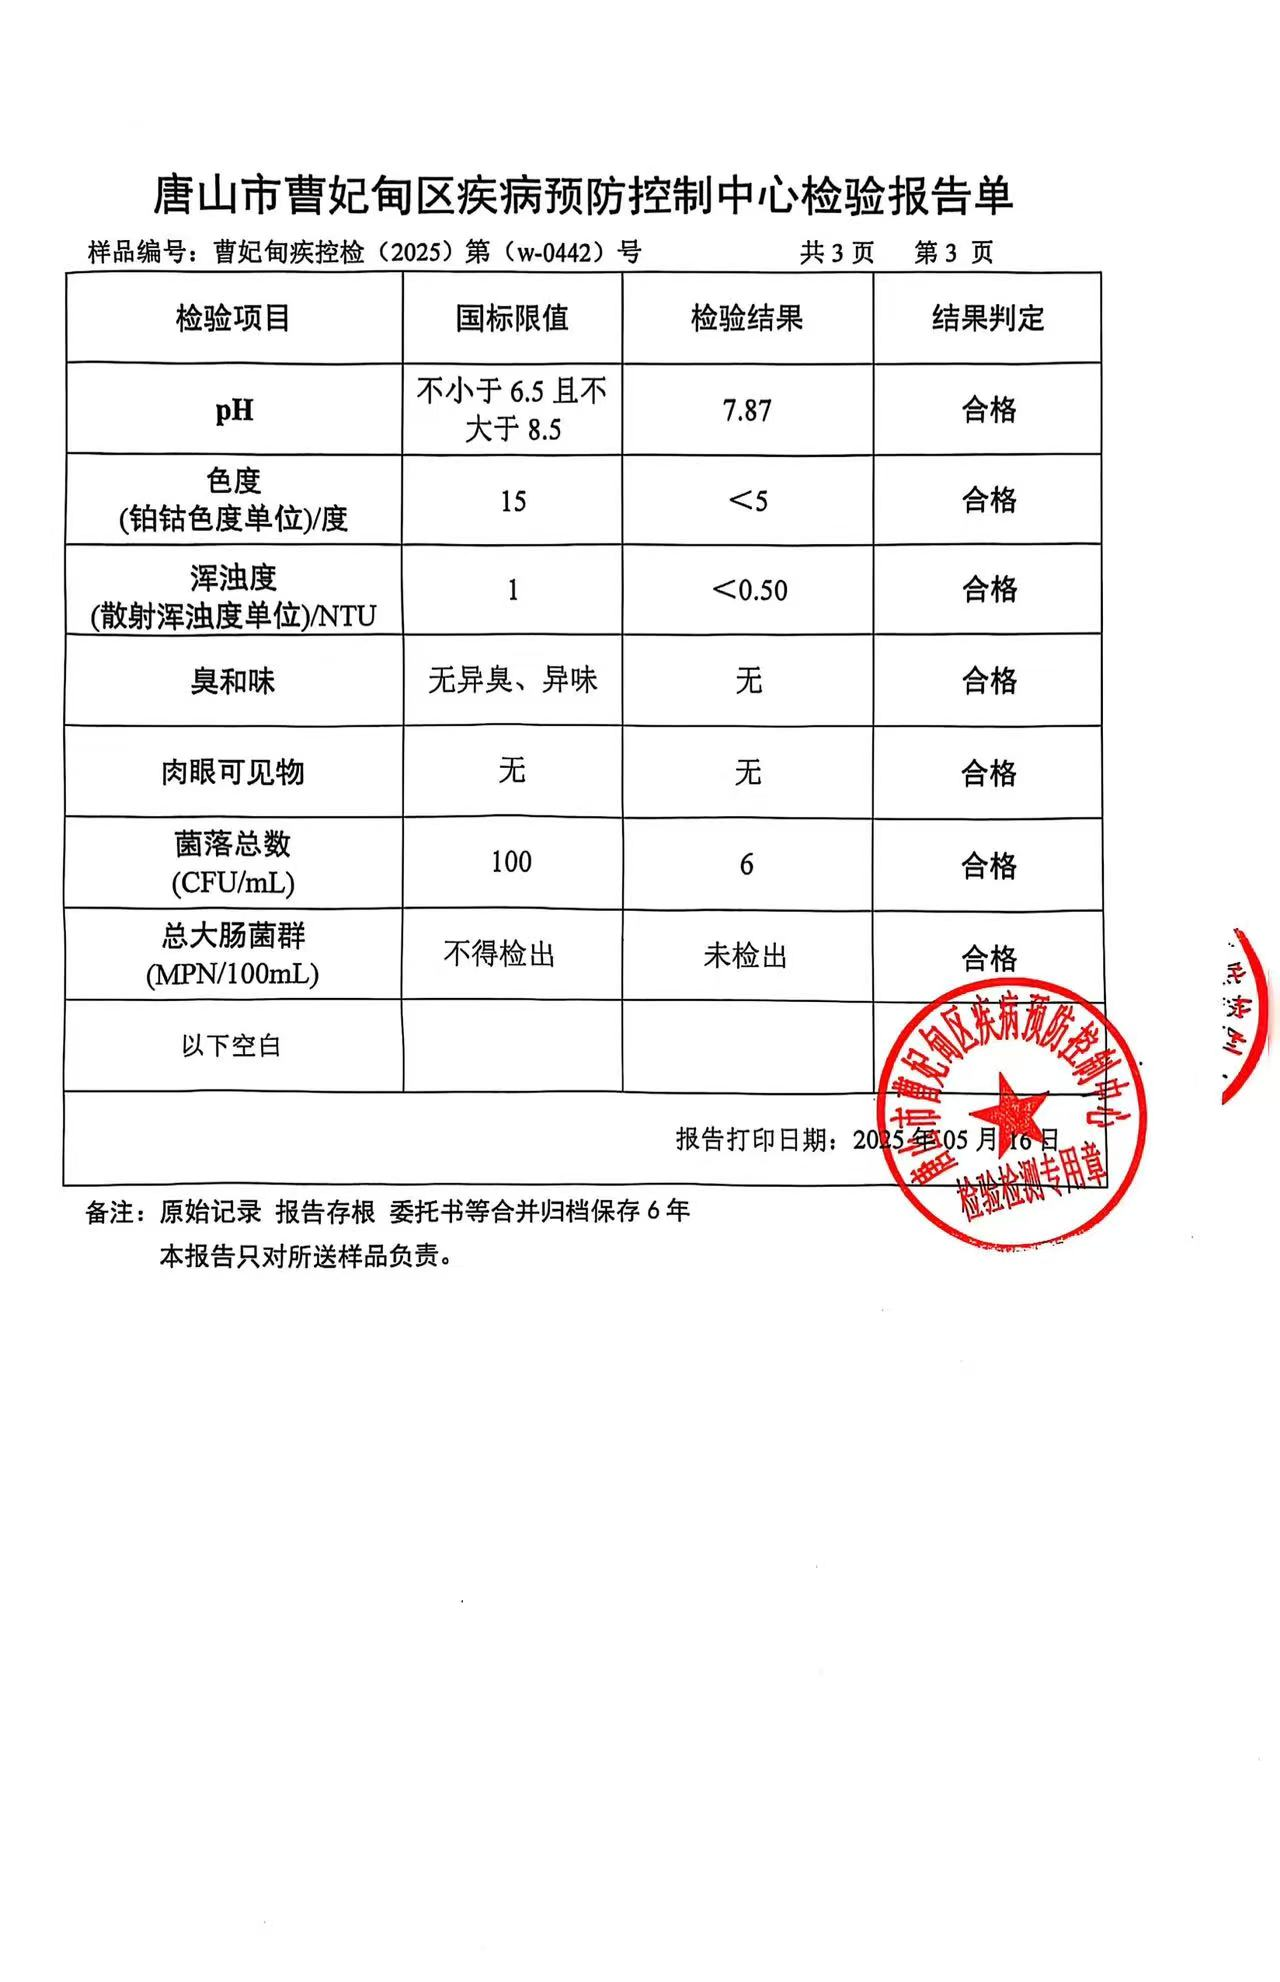 唐山市曹妃甸区疾病预防控制中心检验报告单
样品编号：曹妃甸疾控检（2025）第（w-0442）号 共 3 页 第 3 页
检验项目 国标限值 检验结果 结果判定
pH 不小于 6.5 且不大于 8.5 7.87 合格
色度
(铂钴色度单位)/度 15 ＜5 合格
浑浊度
(散射浑浊度单位)/NTU 1 ＜0.50 合格
臭和味 无异臭、异味 无 合格
肉眼可见物 无 无 合格
菌落总数
(CFU/mL) 100 6 合格
总大肠菌群
(MPN/100mL) 不得检出 未检出 合格
以下空白
报告打印日期：2025 年 05 月 16 日
唐山市曹妃甸区疾病预防控制中心
检验检测专用章
备注：原始记录 报告存根 委托书等合并归档保存 6 年
本报告只对所送样品负责。